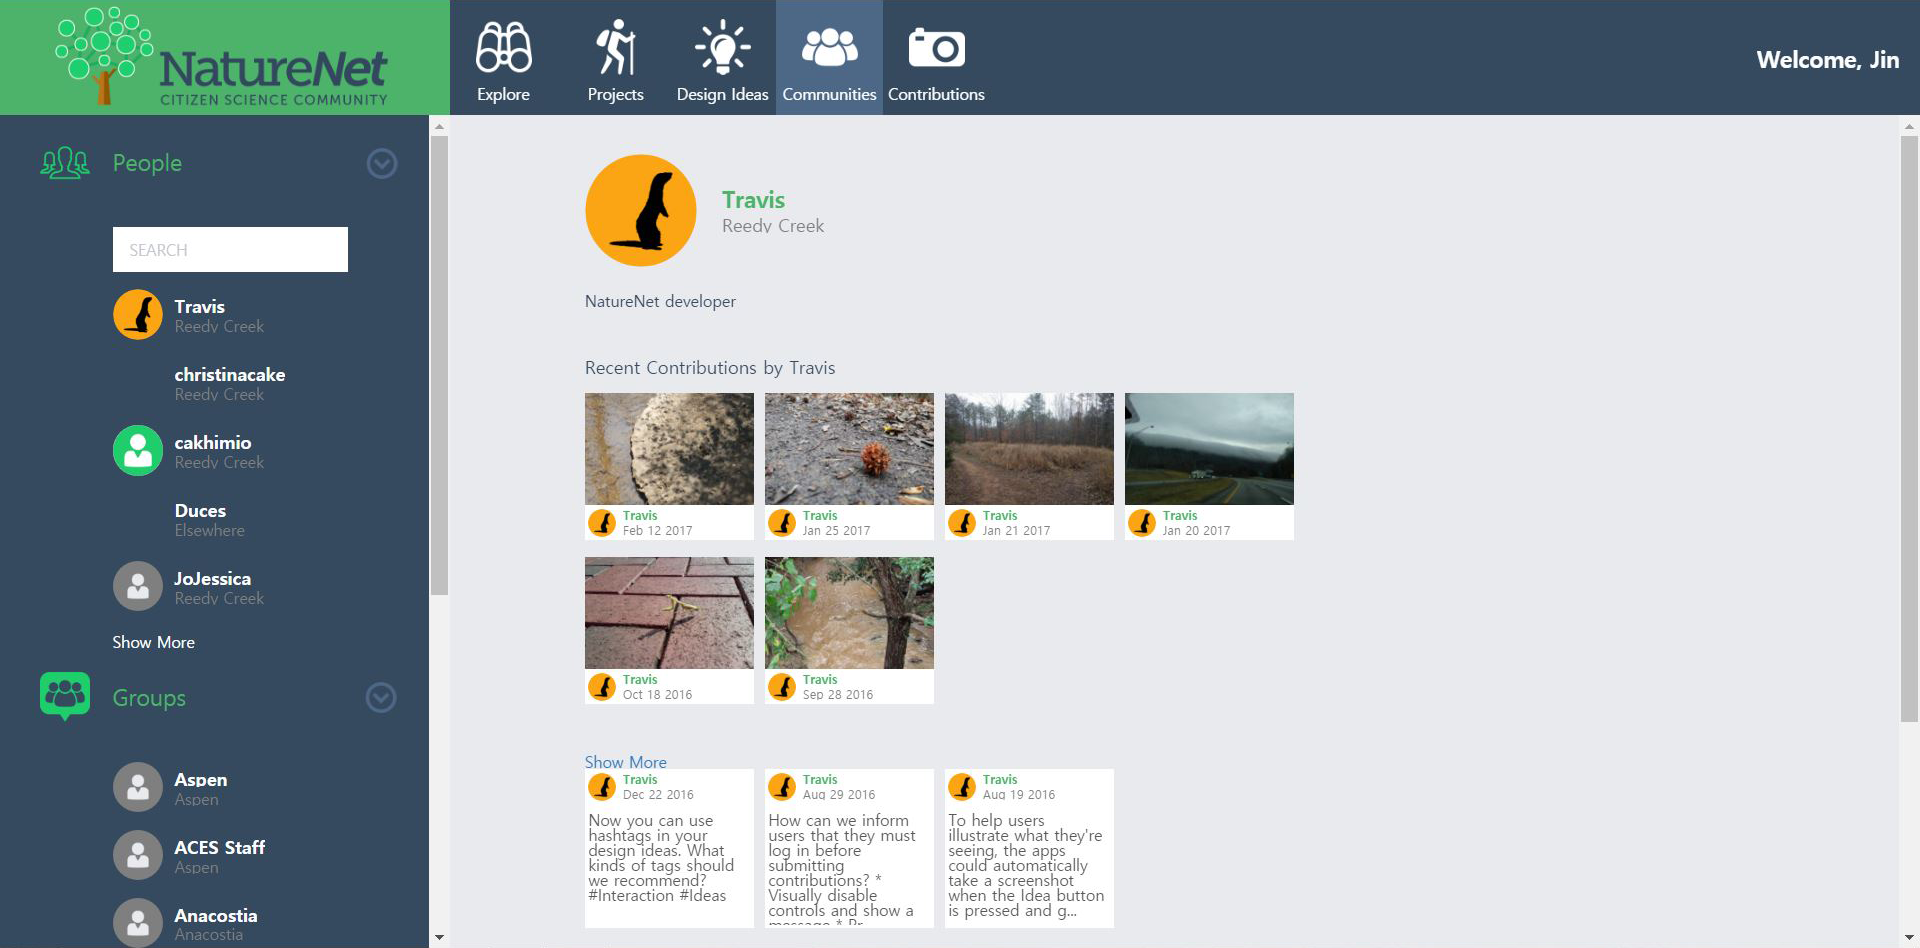 NatureNet
CITIZEN SCIENCE COMMUNITY
Explore
Projects
Design Ideas
Communities
Contributions
Welcome, Jin
People
SEARCH
Travis
Reedy Creek
christinacake
Reedy Creek
cakhimio
Reedy Creek
Duces
Elsewhere
JoJessica
Reedy Creek
Show More
Groups
Aspen
Aspen
ACES Staff
Aspen
Anacostia
Anacostia
Travis
Reedy Creek
NatureNet developer
Recent Contributions by Travis
Travis
Feb 12 2017
Travis
Jan 25 2017
Travis
Jan 21 2017
Travis
Jan 20 2017
Travis
Oct 18 2016
Travis
Sep 28 2016
Show More
Travis
Dec 22 2016
Now you can use
hashtags in your
design ideas. What
kinds of tags should
we recommend?
#Interaction #Ideas
Travis
Aug 29 2016
How can we inform
users that they must
log in before
submitting
contributions? *
Visually disable
controls and show a
message * Pr
Travis
Aug 19 2016
To help users
illustrate what they're
seeing, the apps
could automatically
take a screenshot
when the Idea button
is pressed and g...